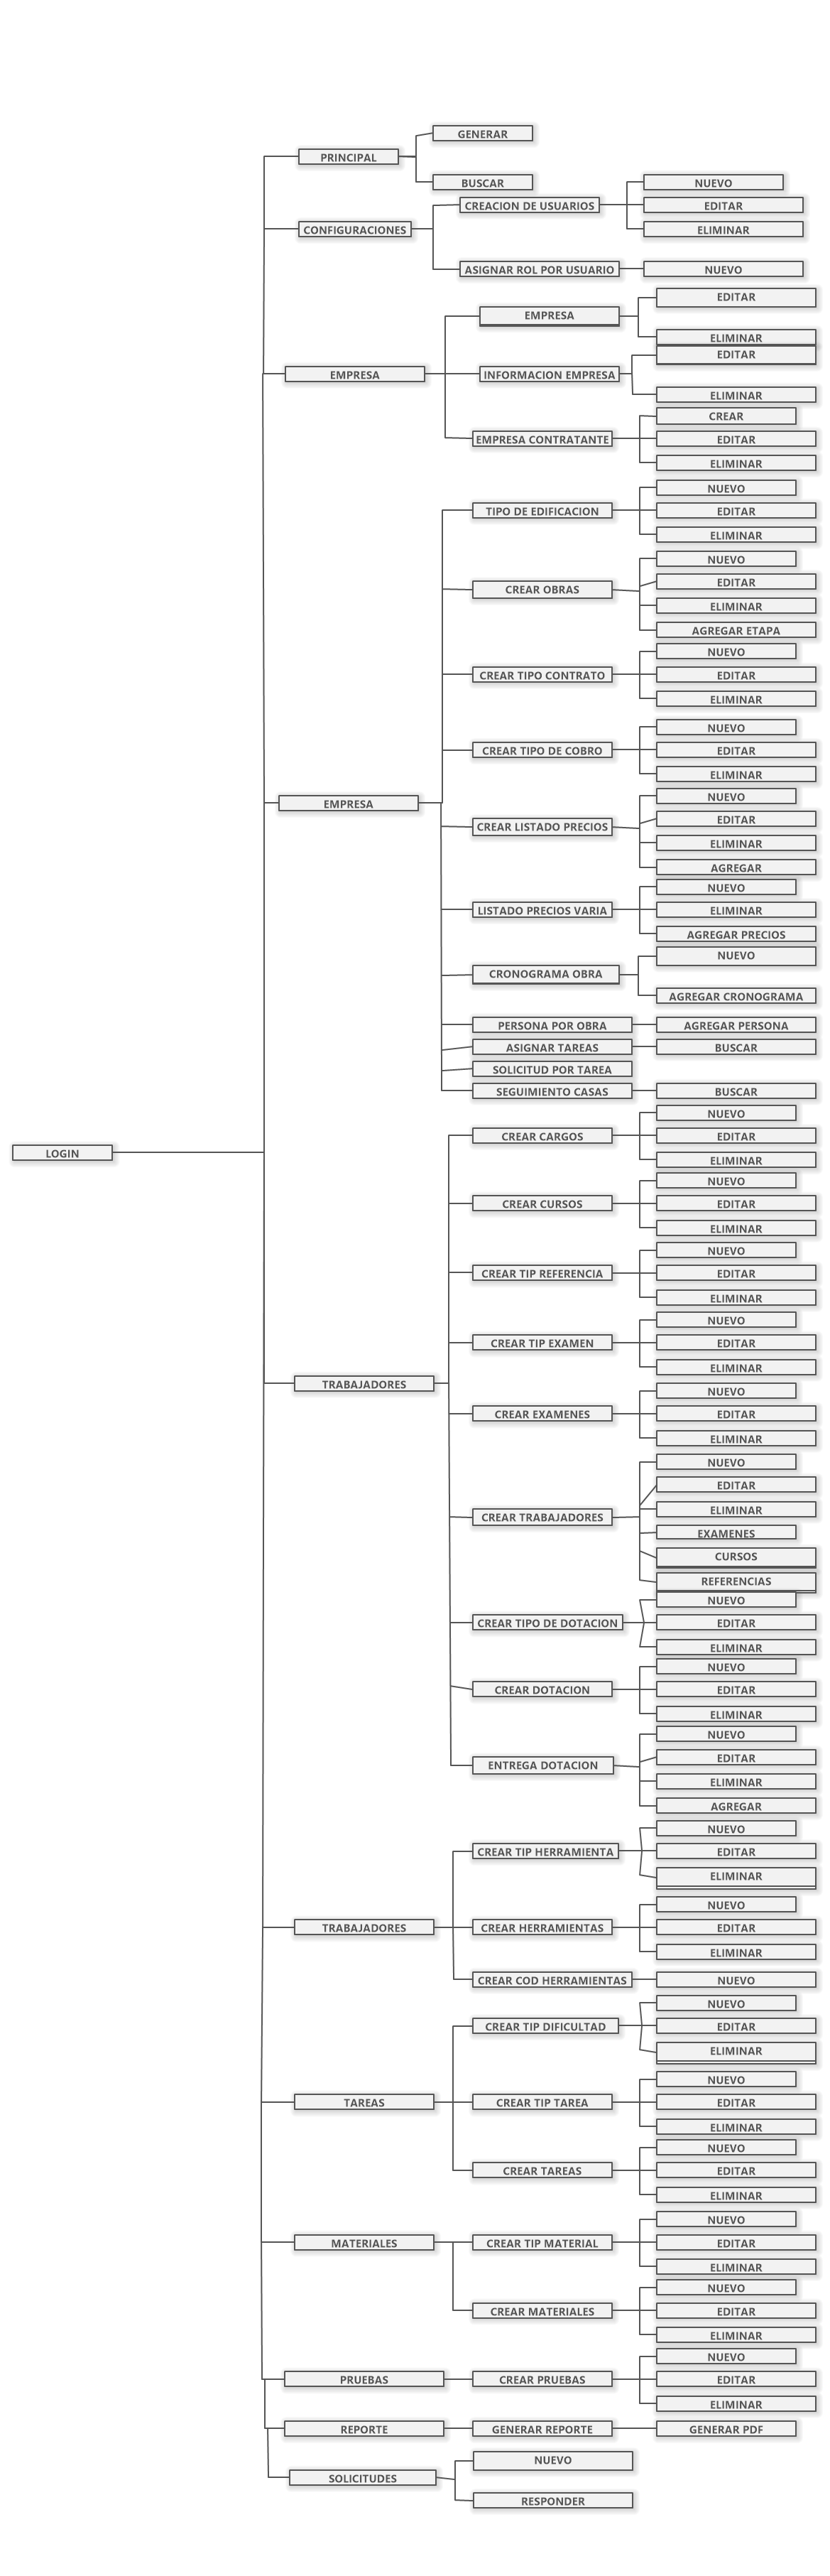 GENERAR
PRINCIPAL
BUSCAR
NUEVO
CREACION DE USUARIOS
EDITAR
CONFIGURACIONES
ELIMINAR
ASIGNAR ROL POR USUARIO
NUEVO
EDITAR
EMPRESA
ELIMINAR
EDITAR
EMPRESA
INFORMACION EMPRESA
ELIMINAR
CREAR
EMPRESA CONTRATANTE
EDITAR
ELIMINAR
NUEVO
TIPO DE EDIFICACION
EDITAR
ELIMINAR
NUEVO
EDITAR
CREAR OBRAS
ELIMINAR
AGREGAR ETAPA
NUEVO
CREAR TIPO CONTRATO
EDITAR
ELIMINAR
NUEVO
CREAR TIPO DE COBRO
EDITAR
ELIMINAR
NUEVO
EMPRESA
EDITAR
CREAR LISTADO PRECIOS
ELIMINAR
AGREGAR
NUEVO
LISTADO PRECIOS VARIA
ELIMINAR
AGREGAR PRECIOS
NUEVO
CRONOGRAMA OBRA
AGREGAR CRONOGRAMA
PERSONA POR OBRA
AGREGAR PERSONA
ASIGNAR TAREAS
BUSCAR
SOLICITUD POR TAREA
SEGUIMIENTO CASAS
BUSCAR
NUEVO
CREAR CARGOS
EDITAR
LOGIN
ELIMINAR
NUEVO
CREAR CURSOS
EDITAR
ELIMINAR
NUEVO
CREAR TIP REFERENCIA
EDITAR
ELIMINAR
NUEVO
CREAR TIP EXAMEN
EDITAR
ELIMINAR
TRABAJADORES
NUEVO
CREAR EXAMENES
EDITAR
ELIMINAR
NUEVO
EDITAR
ELIMINAR
CREAR TRABAJADORES
EXAMENES
CURSOS
REFERENCIAS
NUEVO
CREAR TIPO DE DOTACION
EDITAR
ELIMINAR
NUEVO
CREAR DOTACION
EDITAR
ELIMINAR
NUEVO
EDITAR
ENTREGA DOTACION
ELIMINAR
AGREGAR
NUEVO
CREAR TIP HERRAMIENTA
EDITAR
ELIMINAR
NUEVO
TRABAJADORES
CREAR HERRAMIENTAS
EDITAR
ELIMINAR
CREAR COD HERRAMIENTAS
NUEVO
NUEVO
CREAR TIP DIFICULTAD
EDITAR
ELIMINAR
NUEVO
TAREAS
CREAR TIP TAREA
EDITAR
ELIMINAR
NUEVO
CREAR TAREAS
EDITAR
ELIMINAR
NUEVO
MATERIALES
CREAR TIP MATERIAL
EDITAR
ELIMINAR
NUEVO
CREAR MATERIALES
EDITAR
ELIMINAR
NUEVO
PRUEBAS
CREAR PRUEBAS
EDITAR
ELIMINAR
REPORTE
GENERAR REPORTE
GENERAR PDF
NUEVO
SOLICITUDES
RESPONDER